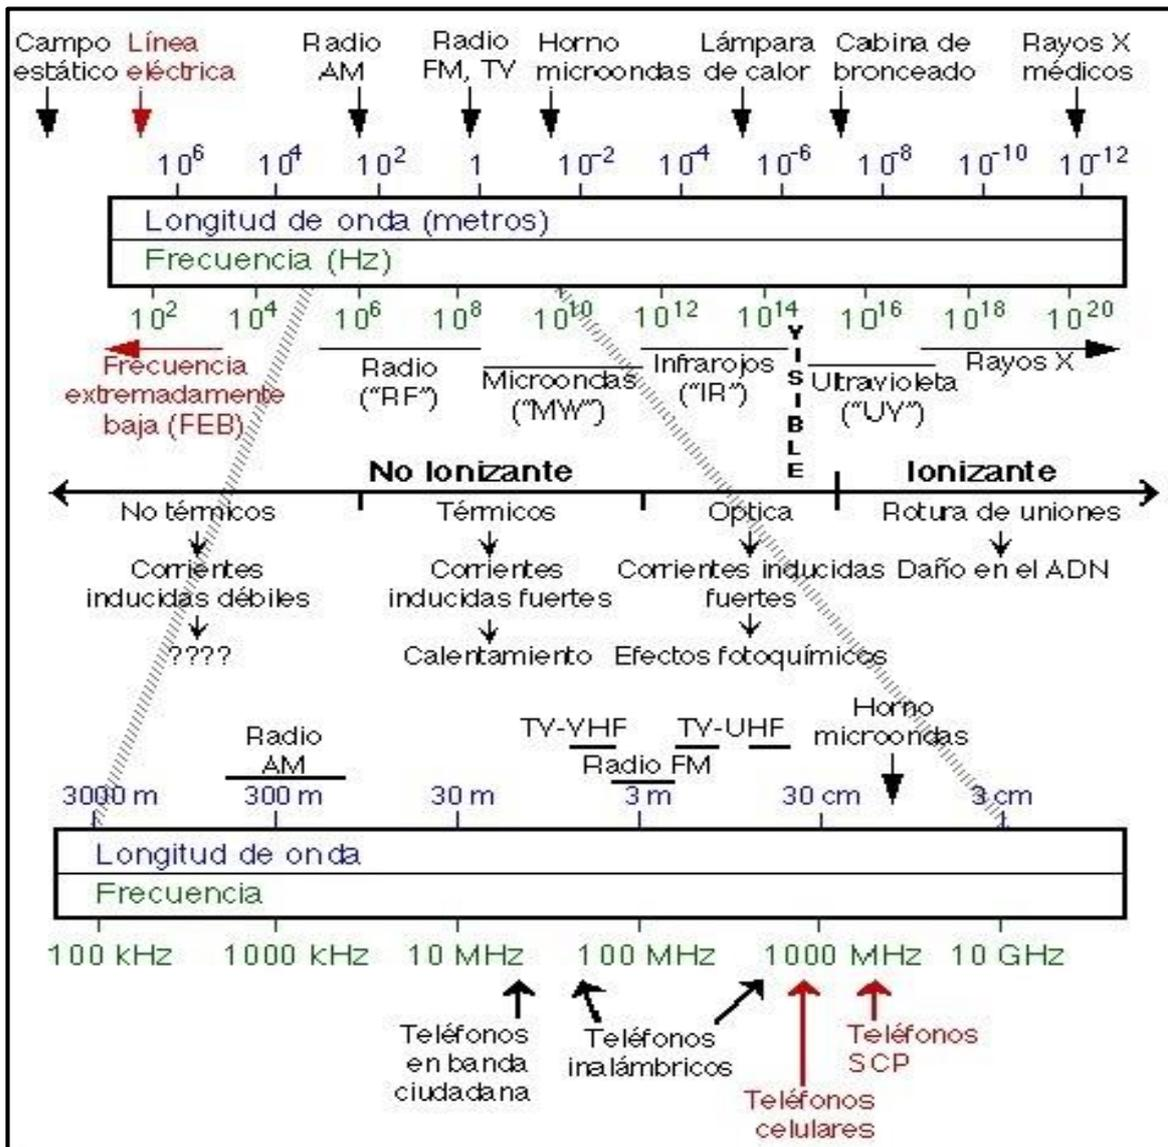 Campo estático
Línea eléctrica
Radio AM
Radio FM, TV
Horno microondas
Lámpara de calor
Cabina de bronceado
Rayos X médicos
10⁶ 10⁴ 10² 1 10⁻² 10⁻⁴ 10⁻⁶ 10⁻⁸ 10⁻¹⁰ 10⁻¹²
Longitud de onda (metros)
Frecuencia (Hz)
10² 10⁴ 10⁶ 10⁸ 10¹⁰ 10¹² 10¹⁴ 10¹⁶ 10¹⁸ 10²⁰
Frecuencia
extremadamente
baja (FEB)
Radio
("RF")
Microondas
("MW")
Infrarojos
("IR")
VISIBLE
Ultravioleta
("UV")
Rayos X
No Ionizante
Ionizante
No térmicos
Corrientes
inducidas débiles
????
Térmicos
Corrientes
inducidas fuertes
Calentamiento
Optica
Corrientes inducidas
fuertes
Efectos fotoquímicos
Rotura de uniones
Daño en el ADN
Radio
AM
TV-VHF
TV-UHF
Radio FM
Horno
microondas
3000 m 300 m 30 m 3 m 30 cm 3 cm
Longitud de onda
Frecuencia
100 kHz 1000 kHz 10 MHz 100 MHz 1000 MHz 10 GHz
Teléfonos
en banda
ciudadana
Teléfonos
inalámbricos
Teléfonos
celulares
Teléfonos
SCP